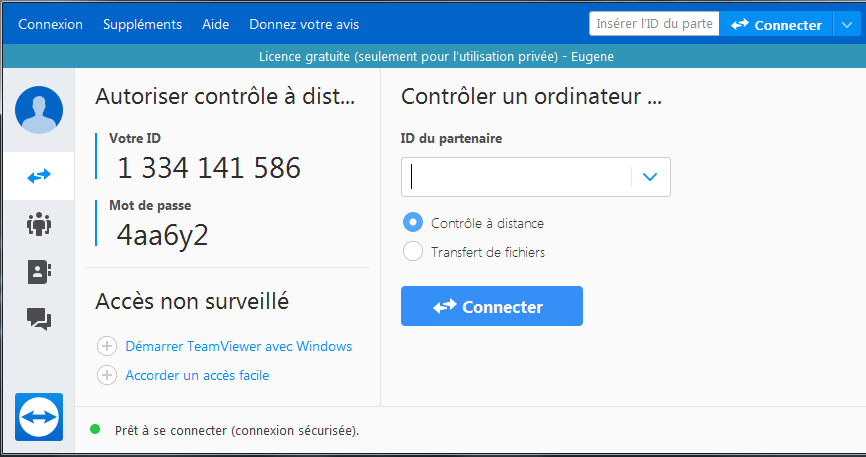 Connexion Suppléments Aide Donnez votre avis Insérer l'ID du parte Connecter
Licence gratuite (seulement pour l'utilisation privée) - Eugene
Autoriser contrôle à dist...
Votre ID
1 334 141 586
Mot de passe
4aa6y2
Accès non surveillé
Démarrer TeamViewer avec Windows
Accorder un accès facile
Contrôler un ordinateur ...
ID du partenaire
Contrôle à distance
Transfert de fichiers
Connecter
Prêt à se connecter (connexion sécurisée).